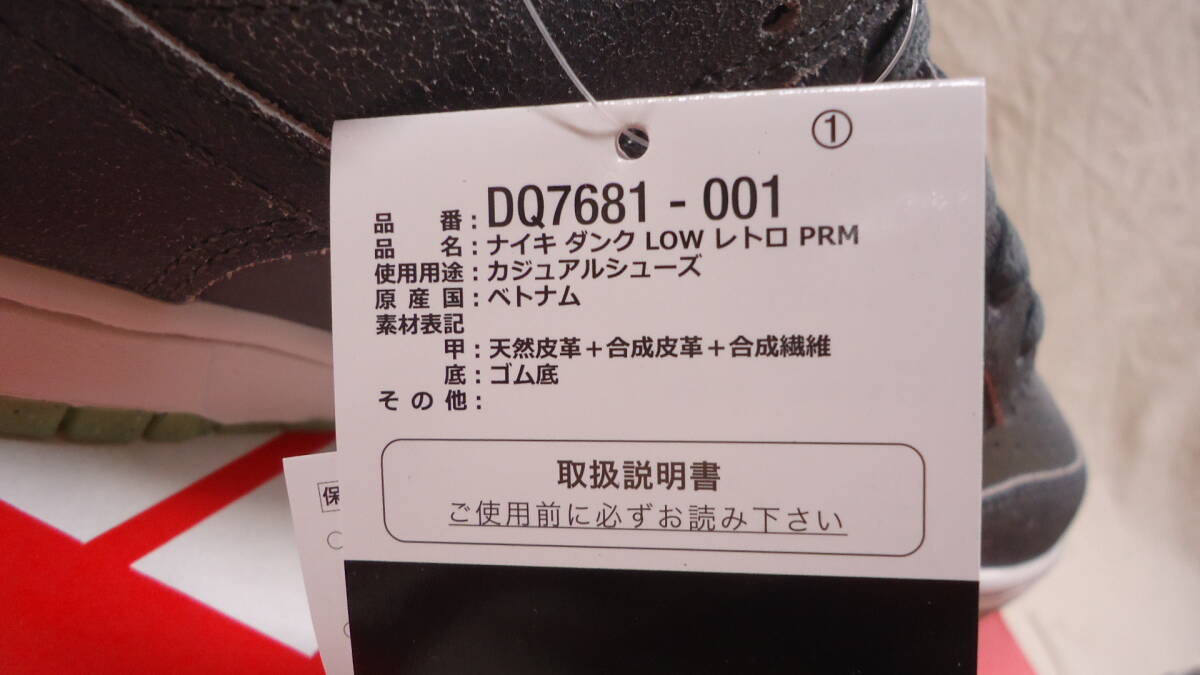 ①
品番：DQ7681 - 001
品名：ナイキ ダンク LOW レトロ PRM
使用用途：カジュアルシューズ
原産国：ベトナム
素材表記
甲：天然皮革＋合成皮革＋合成繊維
底：ゴム底
その他：
取扱説明書
ご使用前に必ずお読み下さい
保